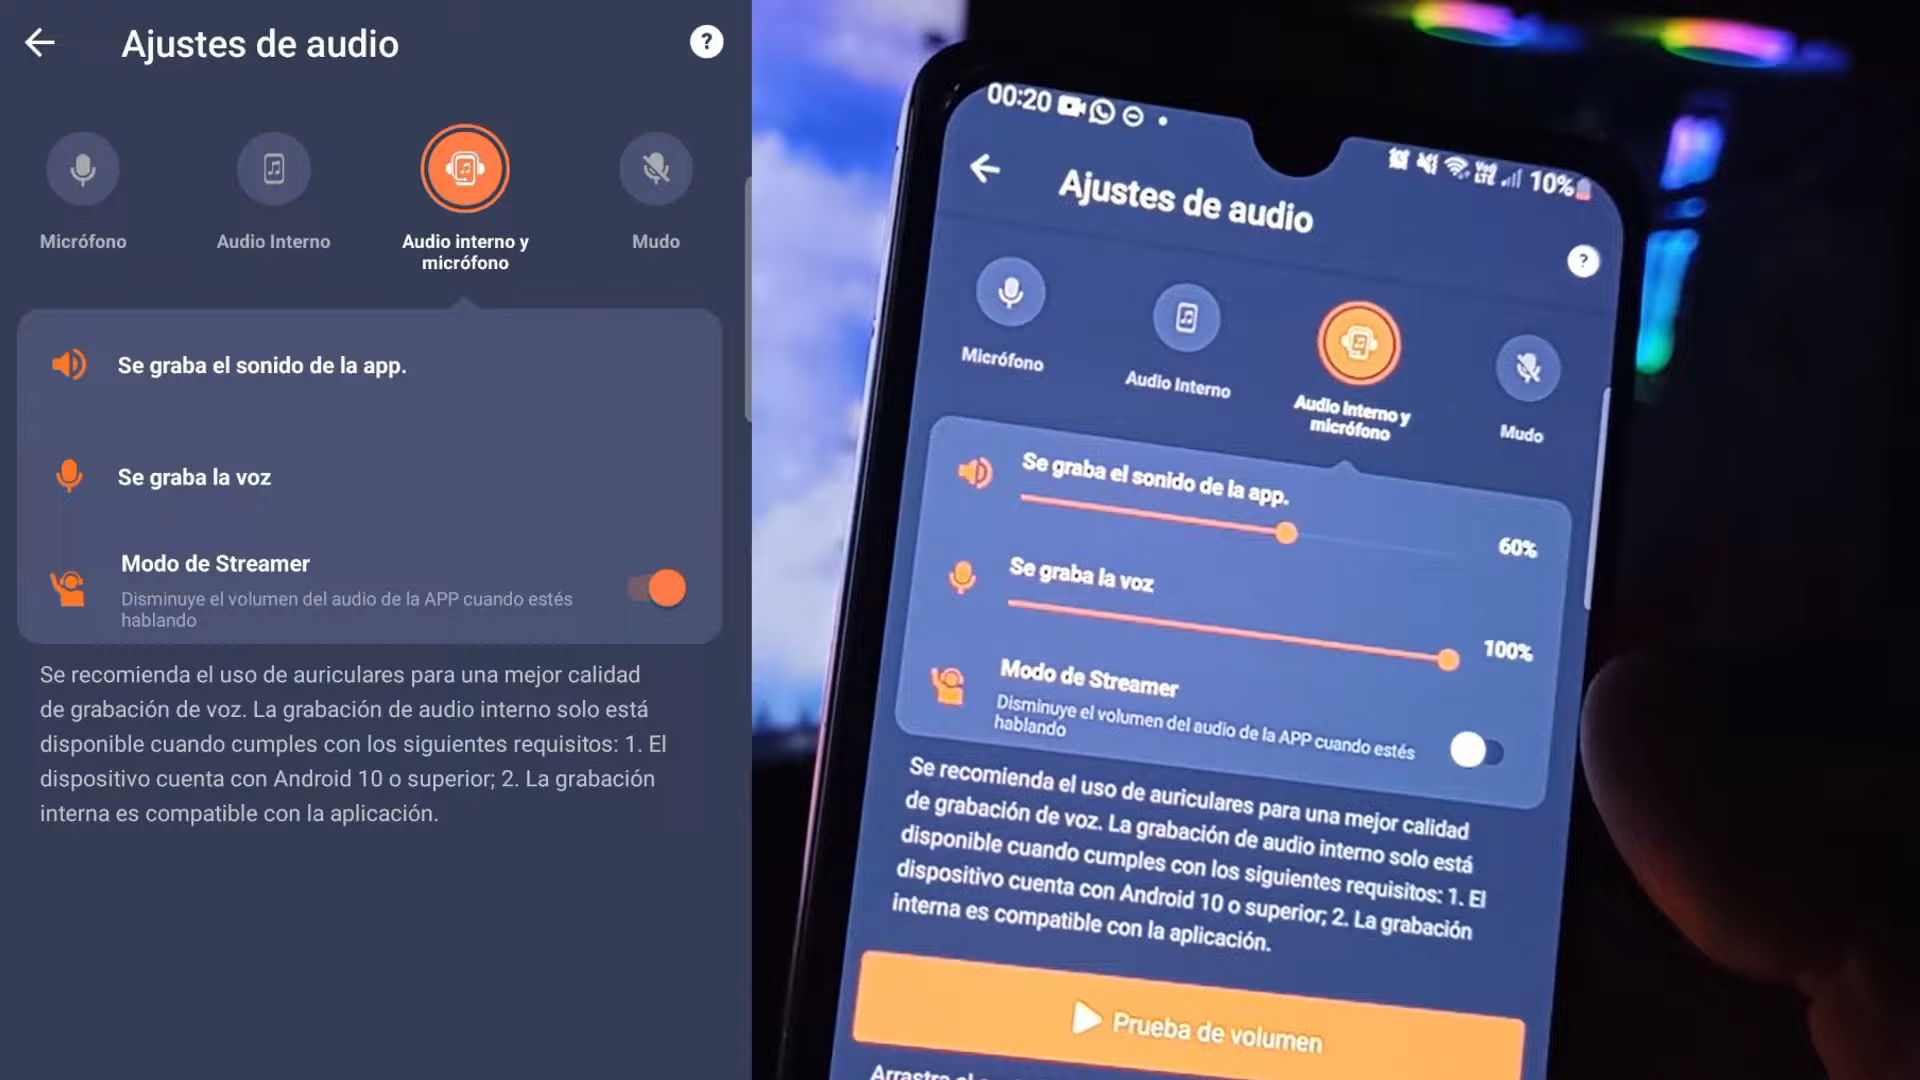 Ajustes de audio
?
Micrófono
Audio Interno
Audio interno y
micrófono
Mudo
Se graba el sonido de la app.
Se graba la voz
Modo de Streamer
Disminuye el volumen del audio de la APP cuando estés
hablando
Se recomienda el uso de auriculares para una mejor calidad
de grabación de voz. La grabación de audio interno solo está
disponible cuando cumples con los siguientes requisitos: 1. El
dispositivo cuenta con Android 10 o superior; 2. La grabación
interna es compatible con la aplicación.
00:20
10%
Ajustes de audio
?
Micrófono
Audio Interno
Audio interno y
micrófono
Mudo
Se graba el sonido de la app.
60%
Se graba la voz
100%
Modo de Streamer
Disminuye el volumen del audio de la APP cuando estés
hablando
Se recomienda el uso de auriculares para una mejor calidad
de grabación de voz. La grabación de audio interno solo está
disponible cuando cumples con los siguientes requisitos: 1. El
dispositivo cuenta con Android 10 o superior; 2. La grabación
interna es compatible con la aplicación.
Prueba de volumen
Arrastra